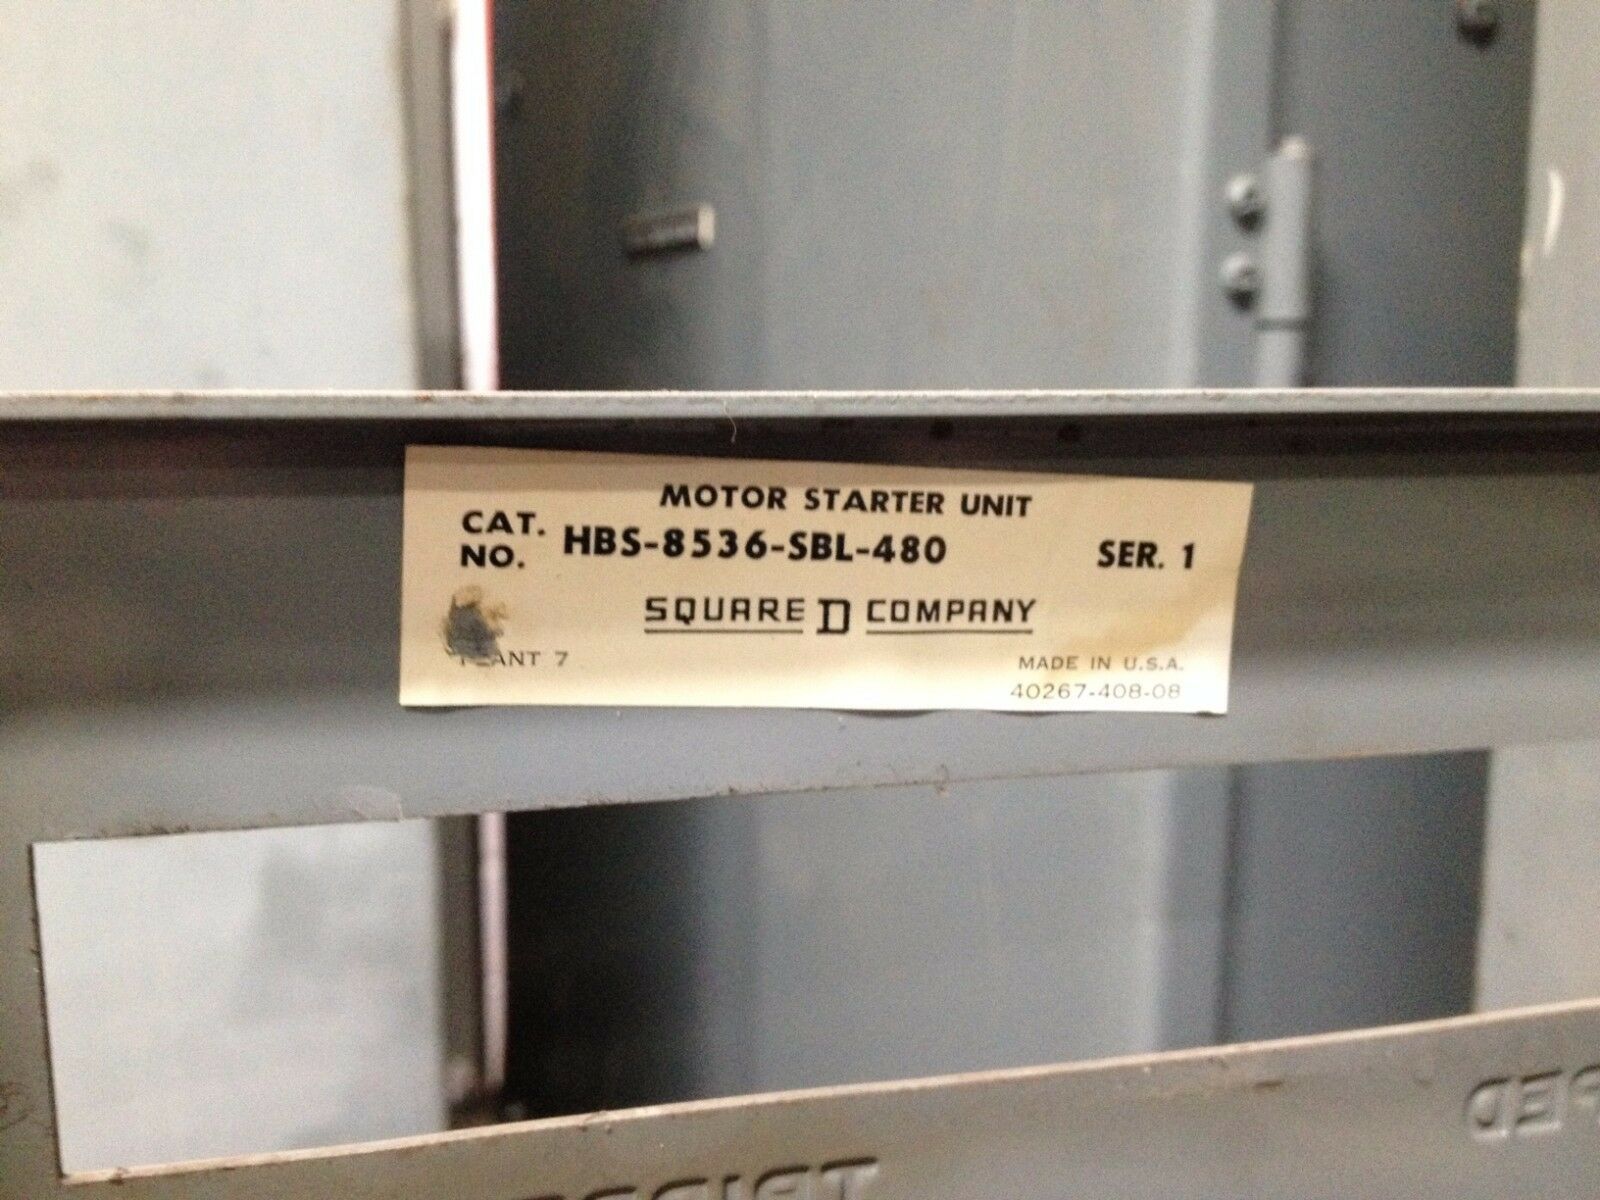 MOTOR STARTER UNIT
CAT. NO. HBS-8536-SBL-480 SER. 1
SQUARE D COMPANY
PLANT 7 MADE IN U.S.A.
40267-408-08